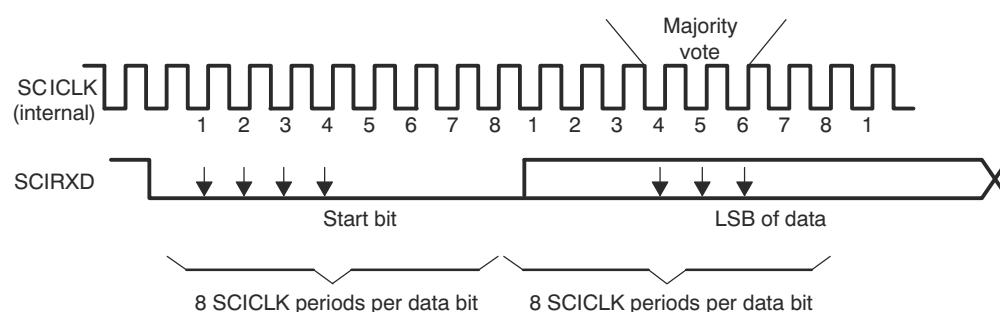 Majority
vote
SCICLK
(internal)
1 2 3 4 5 6 7 8 1 2 3 4 5 6 7 8 1
SCIRXD
Start bit
LSB of data
8 SCICLK periods per data bit
8 SCICLK periods per data bit